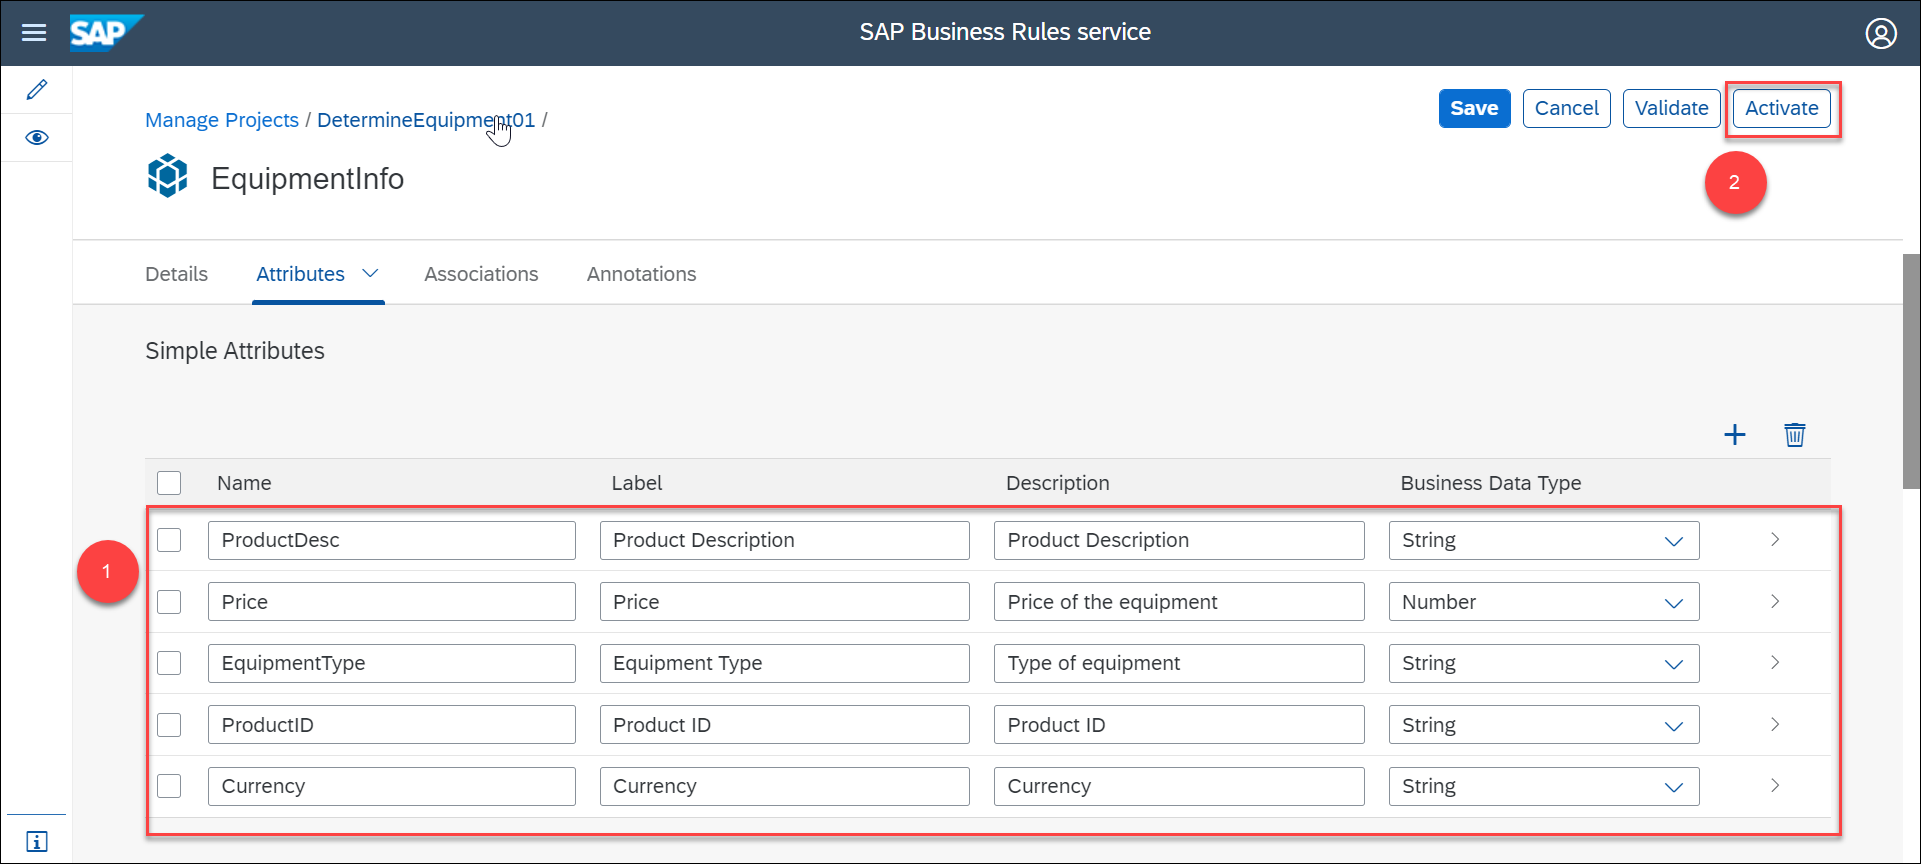 SAP SAP Business Rules service
Manage Projects / DetermineEquipment01 /
Save Cancel Validate Activate
EquipmentInfo
2
Details Attributes Associations Annotations
Simple Attributes
Name Label Description Business Data Type
ProductDesc Product Description Product Description String
1
Price Price Price of the equipment Number
EquipmentType Equipment Type Type of equipment String
ProductID Product ID Product ID String
Currency Currency Currency String